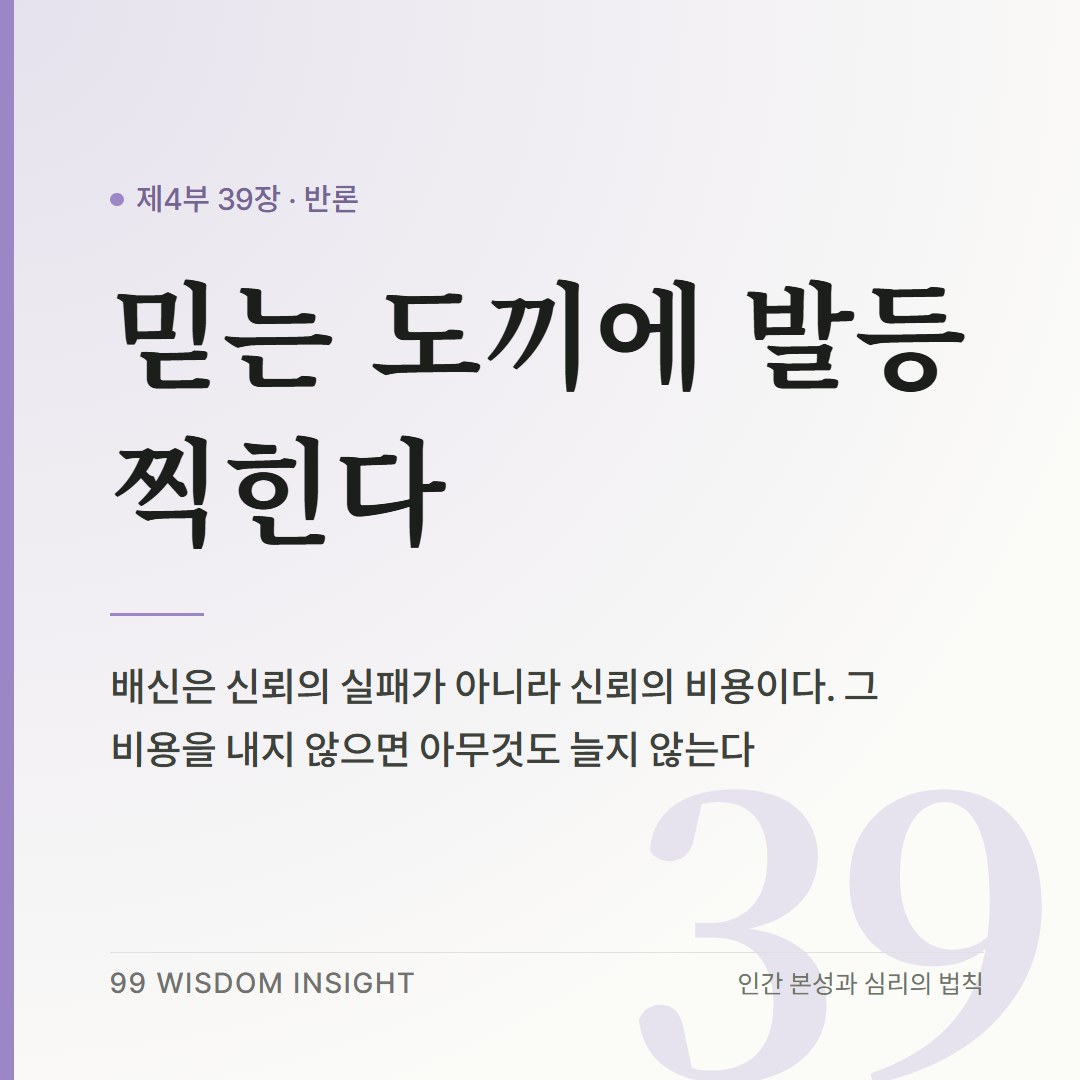 제4부 39장 · 반론
믿는 도끼에 발등
찍힌다
배신은 신뢰의 실패가 아니라 신뢰의 비용이다. 그
비용을 내지 않으면 아무것도 늘지 않는다
39
99 WISDOM INSIGHT
인간 본성과 심리의 법칙